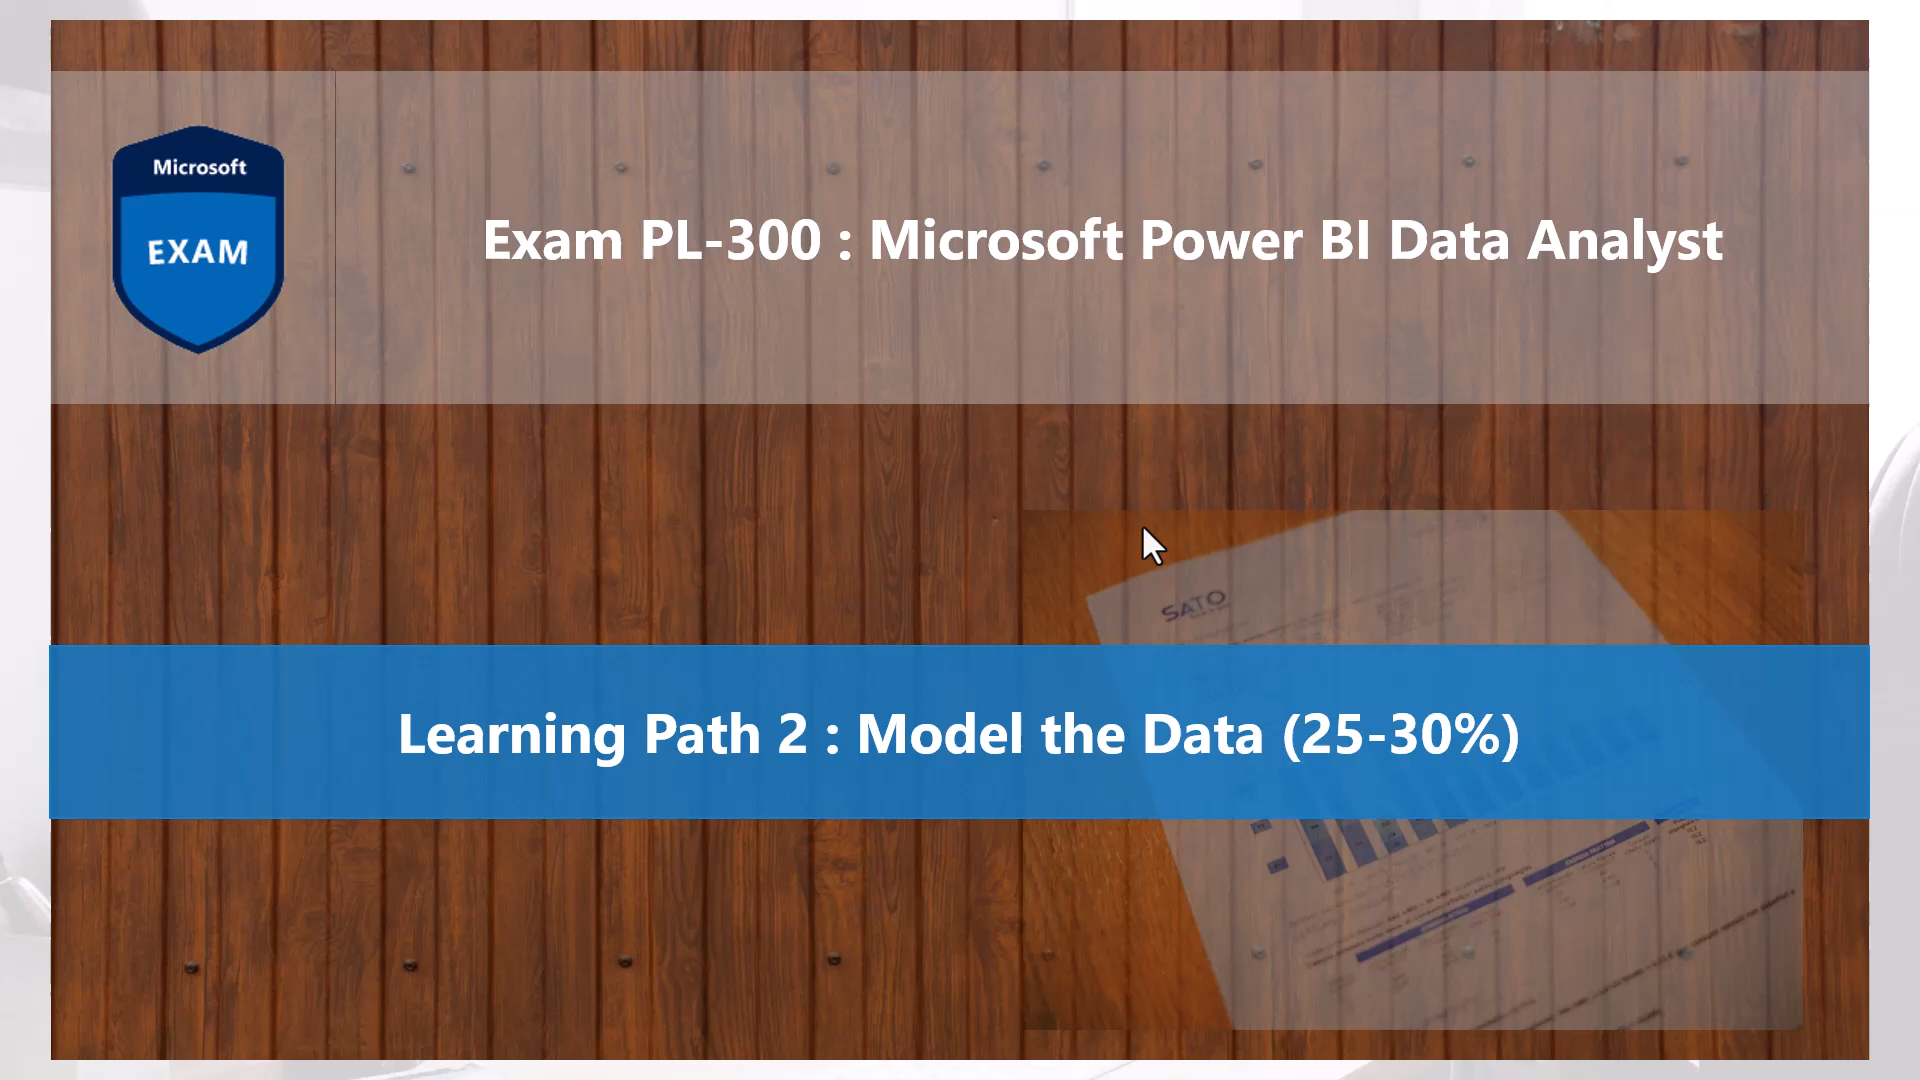 Microsoft
EXAM
Exam PL-300 : Microsoft Power BI Data Analyst
SATO
Learning Path 2 : Model the Data (25-30%)